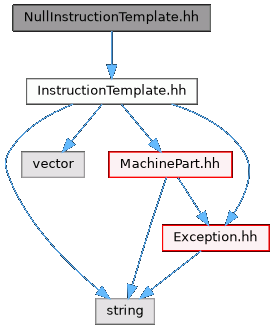 NullInstructionTemplate.hh
InstructionTemplate.hh
vector
MachinePart.hh
Exception.hh
string